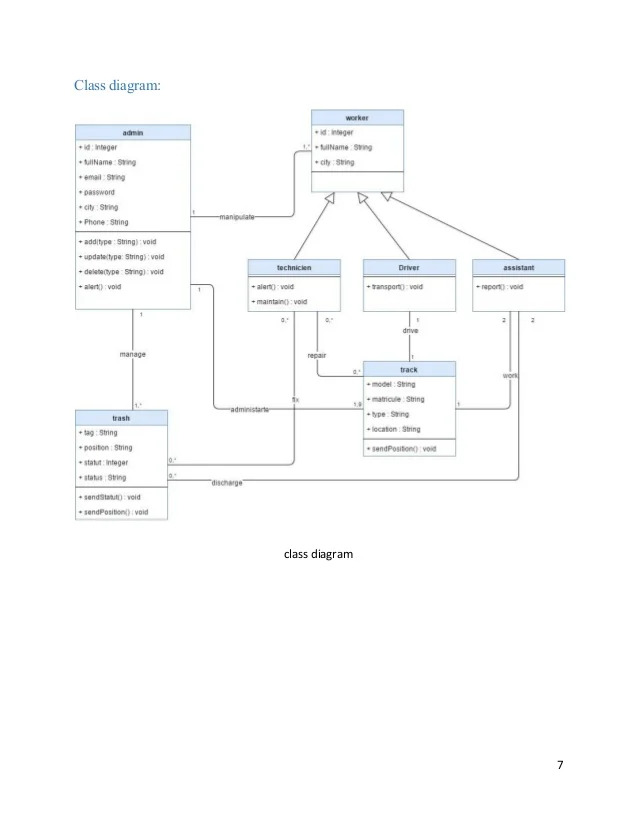 Class diagram:
worker
+ id : Integer
+ fullName : String
+ city : String
admin
+ id : Integer
+ fullName : String
+ email : String
+ password
+ city : String
+ Phone : String
+ add(type : String) : void
+ update(type: String) : void
+ delete(type : String) : void
+ alert() : void
1
manipulate
1,*
technicien
+ alert() : void
+ maintain() : void
Driver
+ transport() : void
assistant
+ report() : void
1
1
manage
1,*
0,*
0,*
repair
0,*
1
drive
1
2
2
work
1
track
+ model : String
+ matricule : String
+ type : String
+ location : String
+ sendPosition() : void
administarte
fix
trash
+ tag : String
+ position : String
+ statut : Integer
+ status : String
+ sendStatut() : void
+ sendPosition() : void
0,*
0,*
discharge
class diagram
7